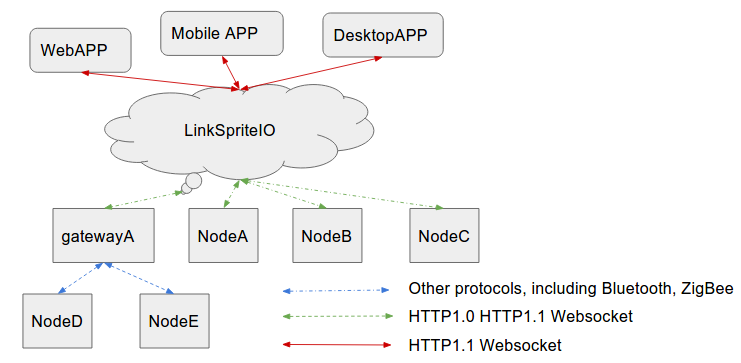 WebAPP
Mobile APP
DesktopAPP
LinkSpriteIO
gatewayA
NodeA
NodeB
NodeC
NodeD
NodeE
Other protocols, including Bluetooth, ZigBee
HTTP1.0 HTTP1.1 Websocket
HTTP1.1 Websocket